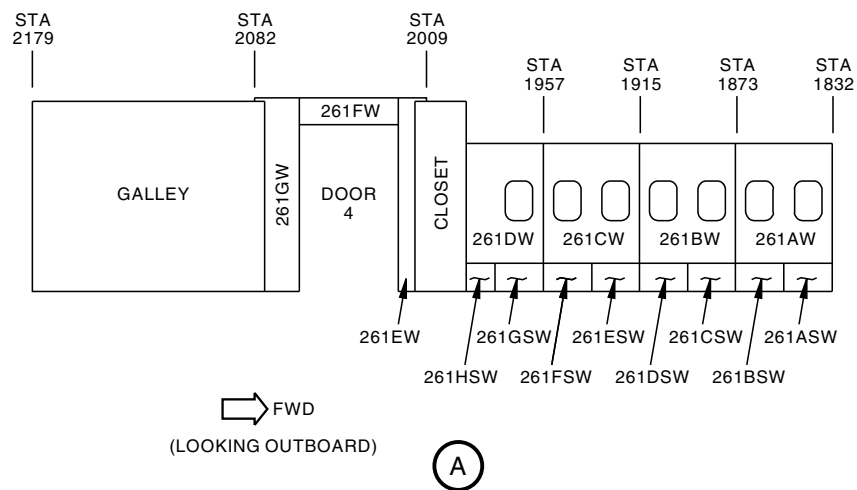 STA
2179
STA
2082
STA
2009
STA
1957
STA
1915
STA
1873
STA
1832
261FW
GALLEY
261GW
DOOR
4
CLOSET
261DW
261CW
261BW
261AW
261EW
261GSW
261ESW
261CSW
261ASW
261HSW
261FSW
261DSW
261BSW
FWD
(LOOKING OUTBOARD)
A